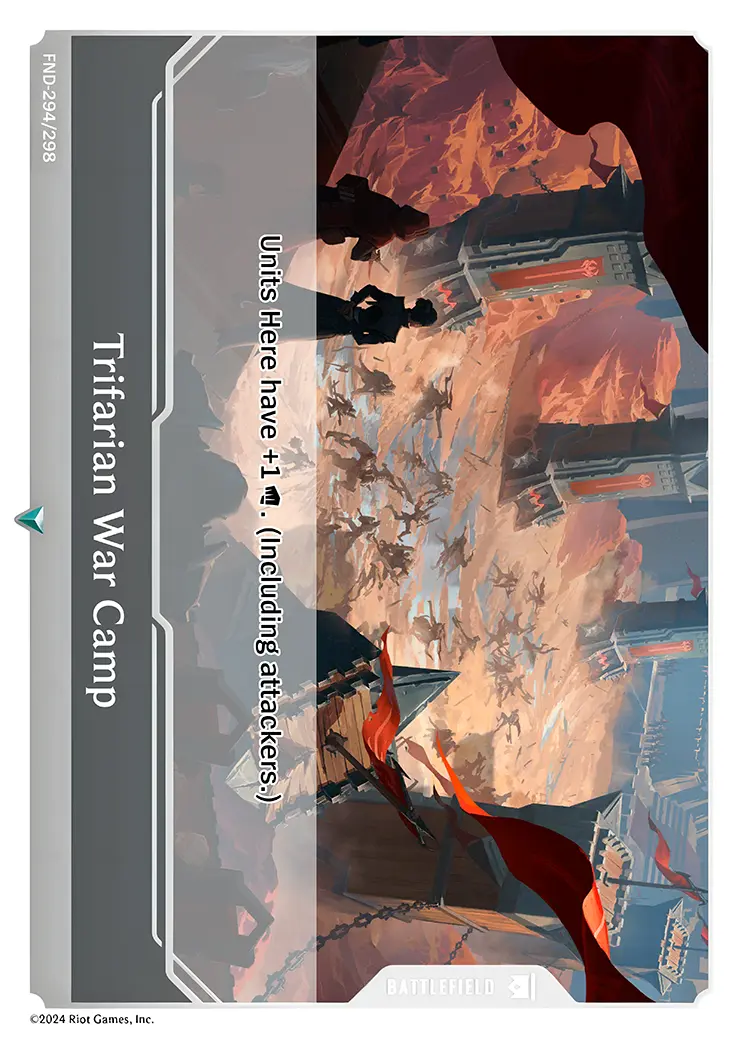 BATTLEFIELD
Units Here have +1 . (Including attackers.)
Trifarian War Camp
FND-294/298
©2024 Riot Games, Inc.